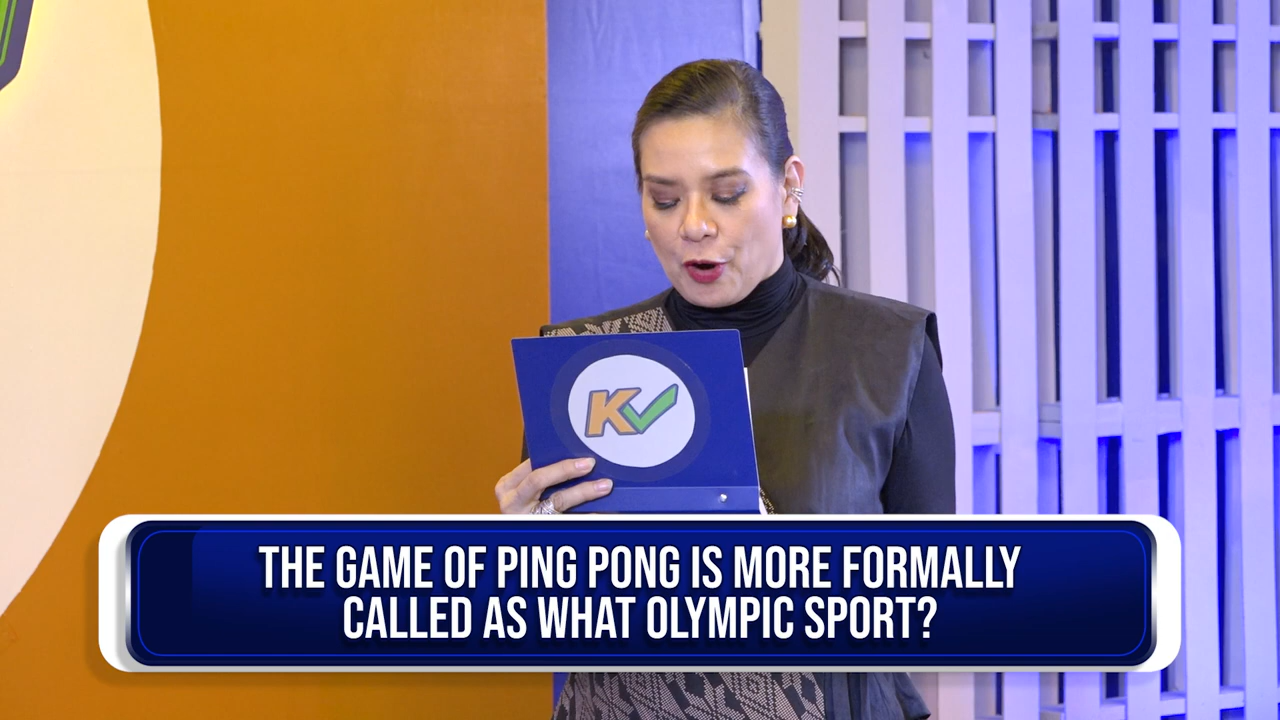 K
THE GAME OF PING PONG IS MORE FORMALLY
CALLED AS WHAT OLYMPIC SPORT?